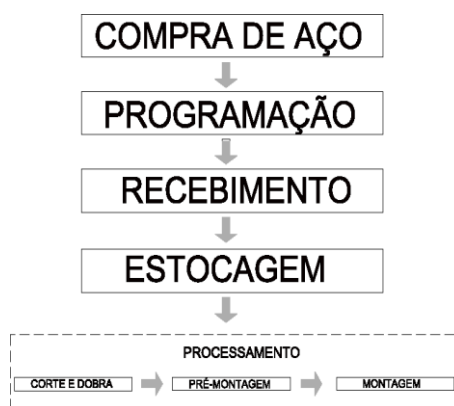 COMPRA DE AÇO
PROGRAMAÇÃO
RECEBIMENTO
ESTOCAGEM
PROCESSAMENTO
CORTE E DOBRA
PRÉ-MONTAGEM
MONTAGEM